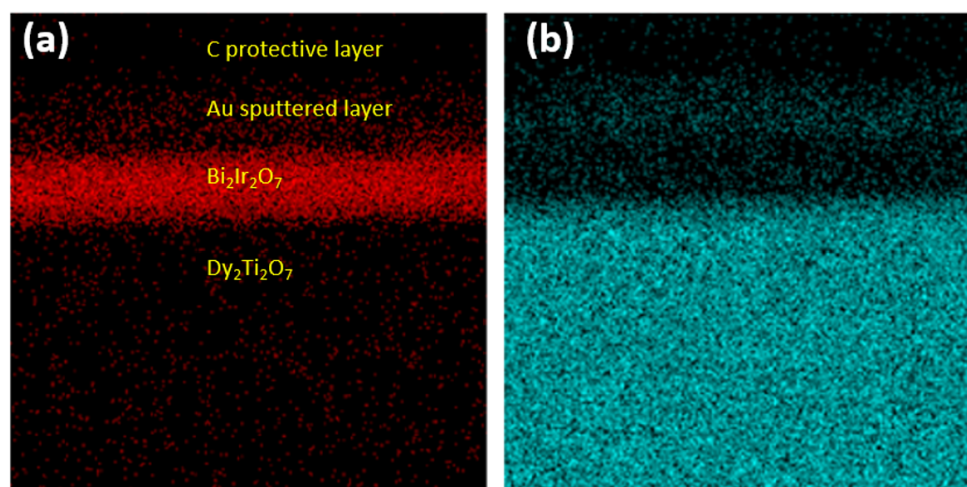 (a)
C protective layer
Au sputtered layer
Bi₂Ir₂O₇
Dy₂Ti₂O₇
(b)